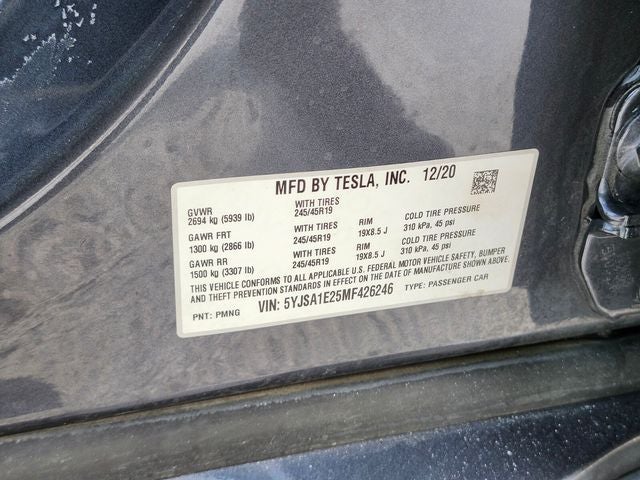 MFD BY TESLA, INC. 12/20
GVWR WITH TIRES
2694 kg (5939 lb) 245/45R19
GAWR FRT WITH TIRES RIM COLD TIRE PRESSURE
1300 kg (2866 lb) 245/45R19 19X8.5 J 310 kPa, 45 psi
GAWR RR WITH TIRES RIM COLD TIRE PRESSURE
1500 kg (3307 lb) 245/45R19 19X8.5 J 310 kPa, 45 psi
THIS VEHICLE CONFORMS TO ALL APPLICABLE U.S. FEDERAL MOTOR VEHICLE SAFETY, BUMPER
AND THEFT PREVENTION STANDARDS IN EFFECT ON THE DATE OF MANUFACTURE SHOWN ABOVE.
VIN: 5YJSA1E25MF426246 TYPE: PASSENGER CAR
PNT: PMNG